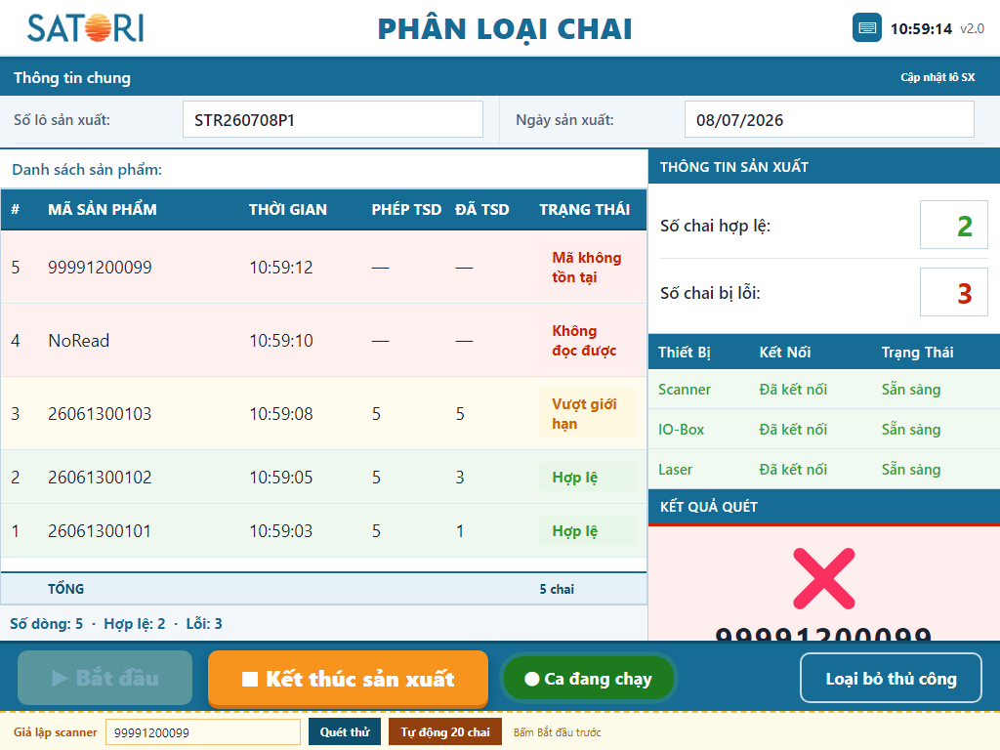 SATORI
PHÂN LOẠI CHAI
10:59:14 v2.0
Thông tin chung
Cập nhật lô SX
Số lô sản xuất: STR260708P1
Ngày sản xuất: 08/07/2026
Danh sách sản phẩm:
# MÃ SẢN PHẨM THỜI GIAN PHÉP TSD ĐÃ TSD TRẠNG THÁI
5 99991200099 10:59:12 — — Mã không
tồn tại
4 NoRead 10:59:10 — — Không
đọc được
3 26061300103 10:59:08 5 5 Vượt giới
hạn
2 26061300102 10:59:05 5 3 Hợp lệ
1 26061300101 10:59:03 5 1 Hợp lệ
TỔNG 5 chai
Số dòng: 5 · Hợp lệ: 2 · Lỗi: 3
THÔNG TIN SẢN XUẤT
Số chai hợp lệ: 2
Số chai bị lỗi: 3
Thiết Bị Kết Nối Trạng Thái
Scanner Đã kết nối Sẵn sàng
IO-Box Đã kết nối Sẵn sàng
Laser Đã kết nối Sẵn sàng
KẾT QUẢ QUÉT
99991200099
▶ Bắt đầu
■ Kết thúc sản xuất
● Ca đang chạy
Loại bỏ thủ công
Giả lập scanner 99991200099 Quét thử Tự động 20 chai Bấm Bắt đầu trước